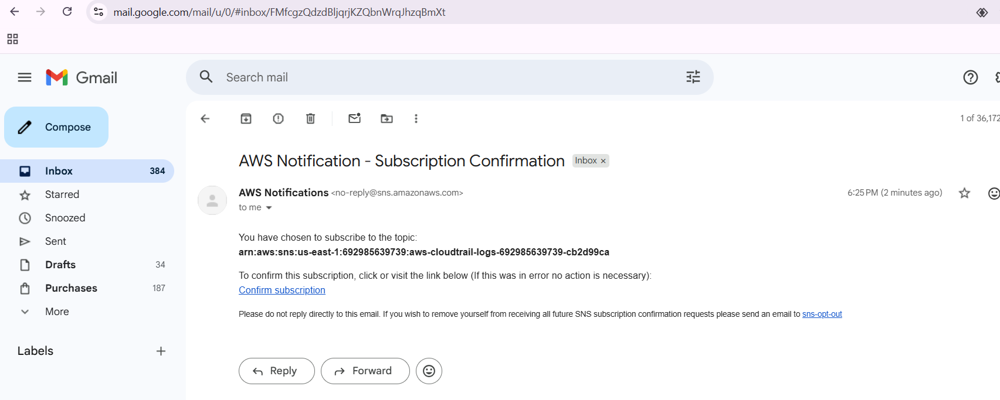 mail.google.com/mail/u/0/#inbox/FMfcgzQdzdBljqrjKZQbnWrqJhzqBmXt
Gmail
Search mail
Compose
1 of 36,172
AWS Notification - Subscription Confirmation Inbox ×
Inbox 384
AWS Notifications <no-reply@sns.amazonaws.com> 6:25 PM (2 minutes ago)
to me
Starred
Snoozed
Sent
Drafts 34
Purchases 187
More
Labels +
You have chosen to subscribe to the topic:
arn:aws:sns:us-east-1:692985639739:aws-cloudtrail-logs-692985639739-cb2d99ca
To confirm this subscription, click or visit the link below (If this was in error no action is necessary):
Confirm subscription
Please do not reply directly to this email. If you wish to remove yourself from receiving all future SNS subscription confirmation requests please send an email to sns-opt-out
Reply
Forward